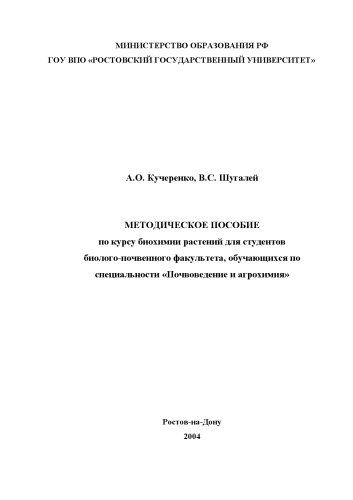 МИНИСТЕРСТВО ОБРАЗОВАНИЯ РФ
ГОУ ВПО «РОСТОВСКИЙ ГОСУДАРСТВЕННЫЙ УНИВЕРСИТЕТ»
А.О. Кучеренко, В.С. Шугалей
МЕТОДИЧЕСКОЕ ПОСОБИЕ
по курсу биохимии растений для студентов
биолого-почвенного факультета, обучающихся по
специальности «Почвоведение и агрохимия»
Ростов-на-Дону
2004